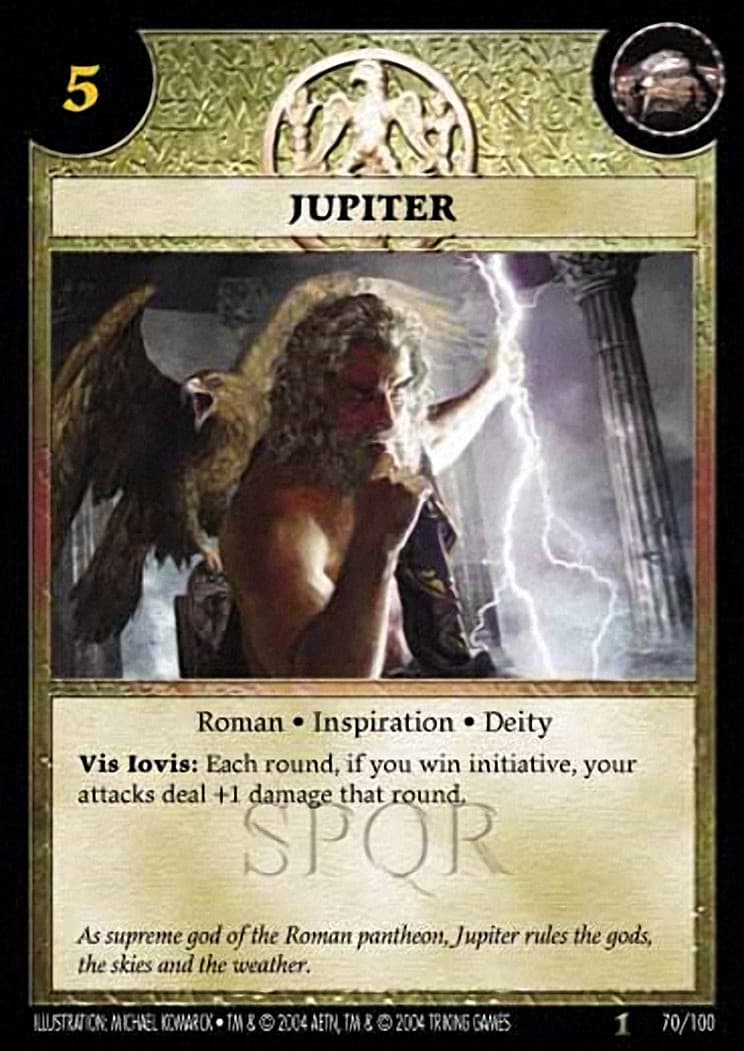 5
JUPITER
Roman • Inspiration • Deity
Vis Iovis: Each round, if you win initiative, your
attacks deal +1 damage that round.
SPQR
As supreme god of the Roman pantheon, Jupiter rules the gods,
the skies and the weather.
ILLUSTRATION: MICHAEL KOMARCK • TM & © 2004 AETN, TM & © 2004 TRIKING GAMES 1 70/100